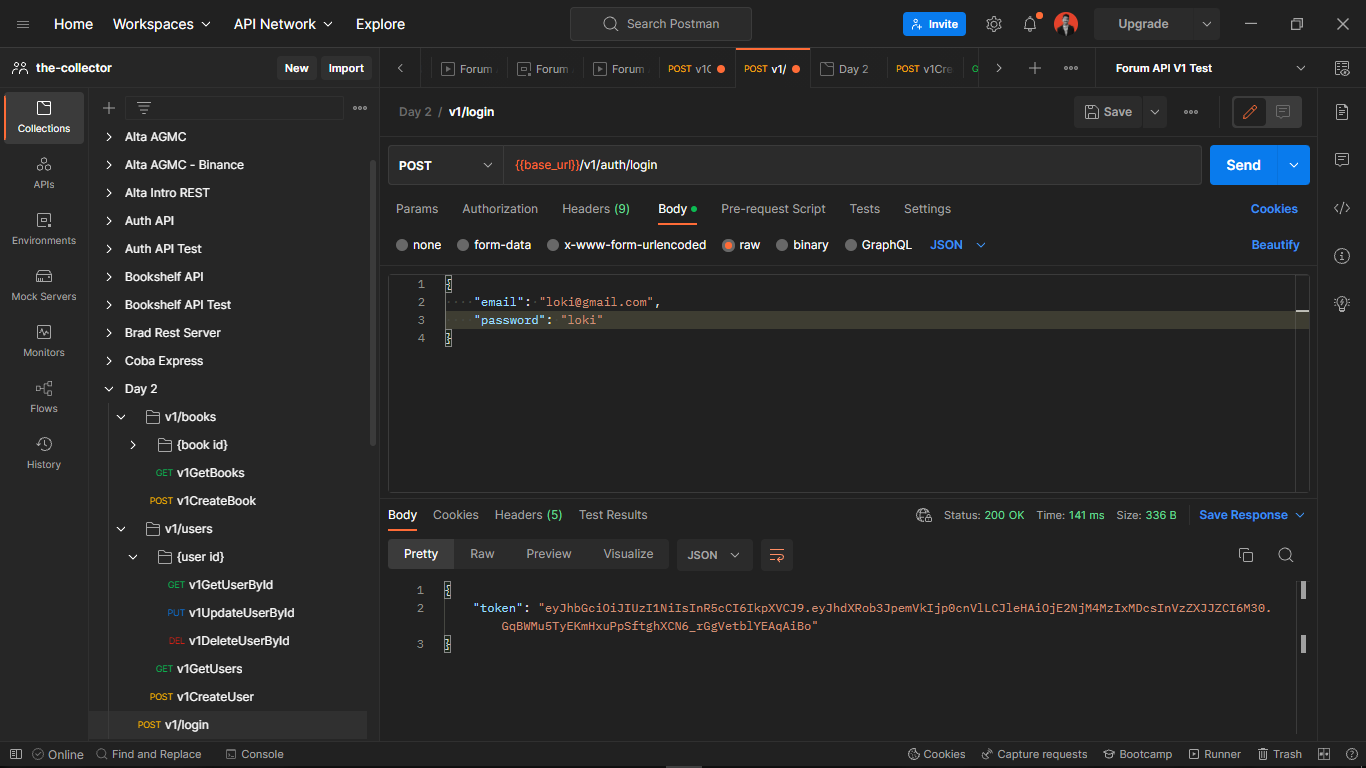 Home Workspaces API Network Explore Search Postman Invite Upgrade
the-collector New Import Forum Forum Forum POST v1C POST v1/ Day 2 POST v1Cre G Forum API V1 Test
Collections
APIs
Environments
Mock Servers
Monitors
Flows
History
Alta AGMC
Alta AGMC - Binance
Alta Intro REST
Auth API
Auth API Test
Bookshelf API
Bookshelf API Test
Brad Rest Server
Coba Express
Day 2
v1/books
{book id}
GET v1GetBooks
POST v1CreateBook
v1/users
{user id}
GET v1GetUserById
PUT v1UpdateUserById
DEL v1DeleteUserById
GET v1GetUsers
POST v1CreateUser
POST v1/login
Day 2 / v1/login Save
POST {{base_url}}/v1/auth/login Send
Params Authorization Headers (9) Body Pre-request Script Tests Settings Cookies
none form-data x-www-form-urlencoded raw binary GraphQL JSON Beautify
1 {
2 "email": "loki@gmail.com",
3 "password": "loki"
4 }
Body Cookies Headers (5) Test Results Status: 200 OK Time: 141 ms Size: 336 B Save Response
Pretty Raw Preview Visualize JSON
1 {
2 "token": "eyJhbGciOiJIUzI1NiIsInR5cCI6IkpXVCJ9.eyJhdXRob3JpemVkIjp0cnVlLCJleHAiOjE2NjM4MzIxMDcsInVzZXJJZCI6M30.
GqBWMu5TyEKmHxuPpSftghXCN6_rGgVetblYEAqAiBo"
3 }
Online Find and Replace Console Cookies Capture requests Bootcamp Runner Trash